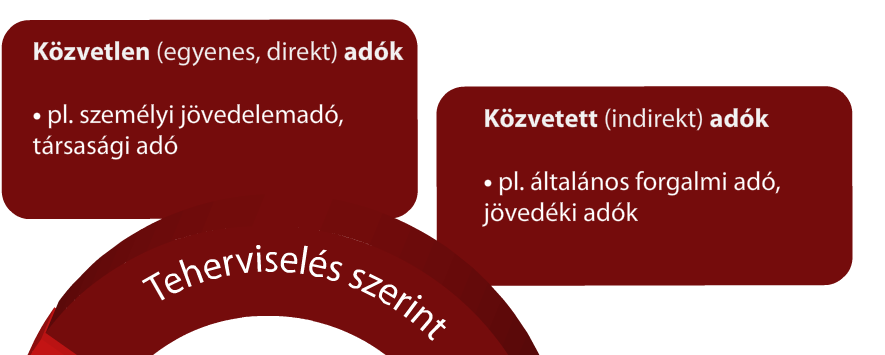 Közvetlen (egyenes, direkt) adók
• pl. személyi jövedelemadó,
társasági adó
Közvetett (indirekt) adók
• pl. általános forgalmi adó,
jövedéki adók
Teherviselés szerint